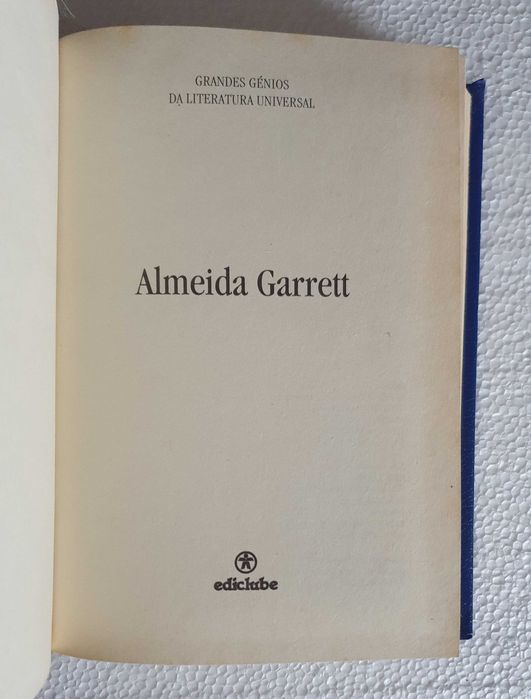 GRANDES GÉNIOS
DA LITERATURA UNIVERSAL
Almeida Garrett
ediclube